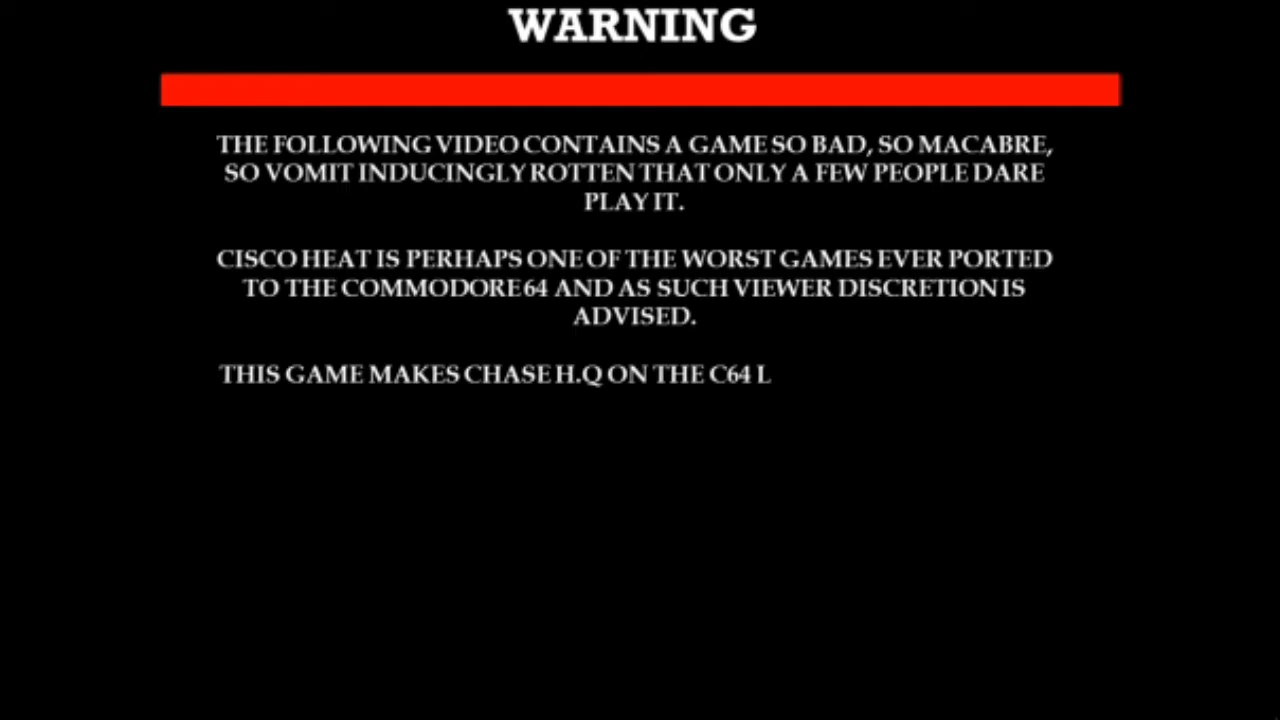 WARNING
THE FOLLOWING VIDEO CONTAINS A GAME SO BAD, SO MACABRE,
SO VOMIT INDUCINGLY ROTTEN THAT ONLY A FEW PEOPLE DARE
PLAY IT.
CISCO HEAT IS PERHAPS ONE OF THE WORST GAMES EVER PORTED
TO THE COMMODORE 64 AND AS SUCH VIEWER DISCRETION IS
ADVISED.
THIS GAME MAKES CHASE H.Q ON THE C64 L